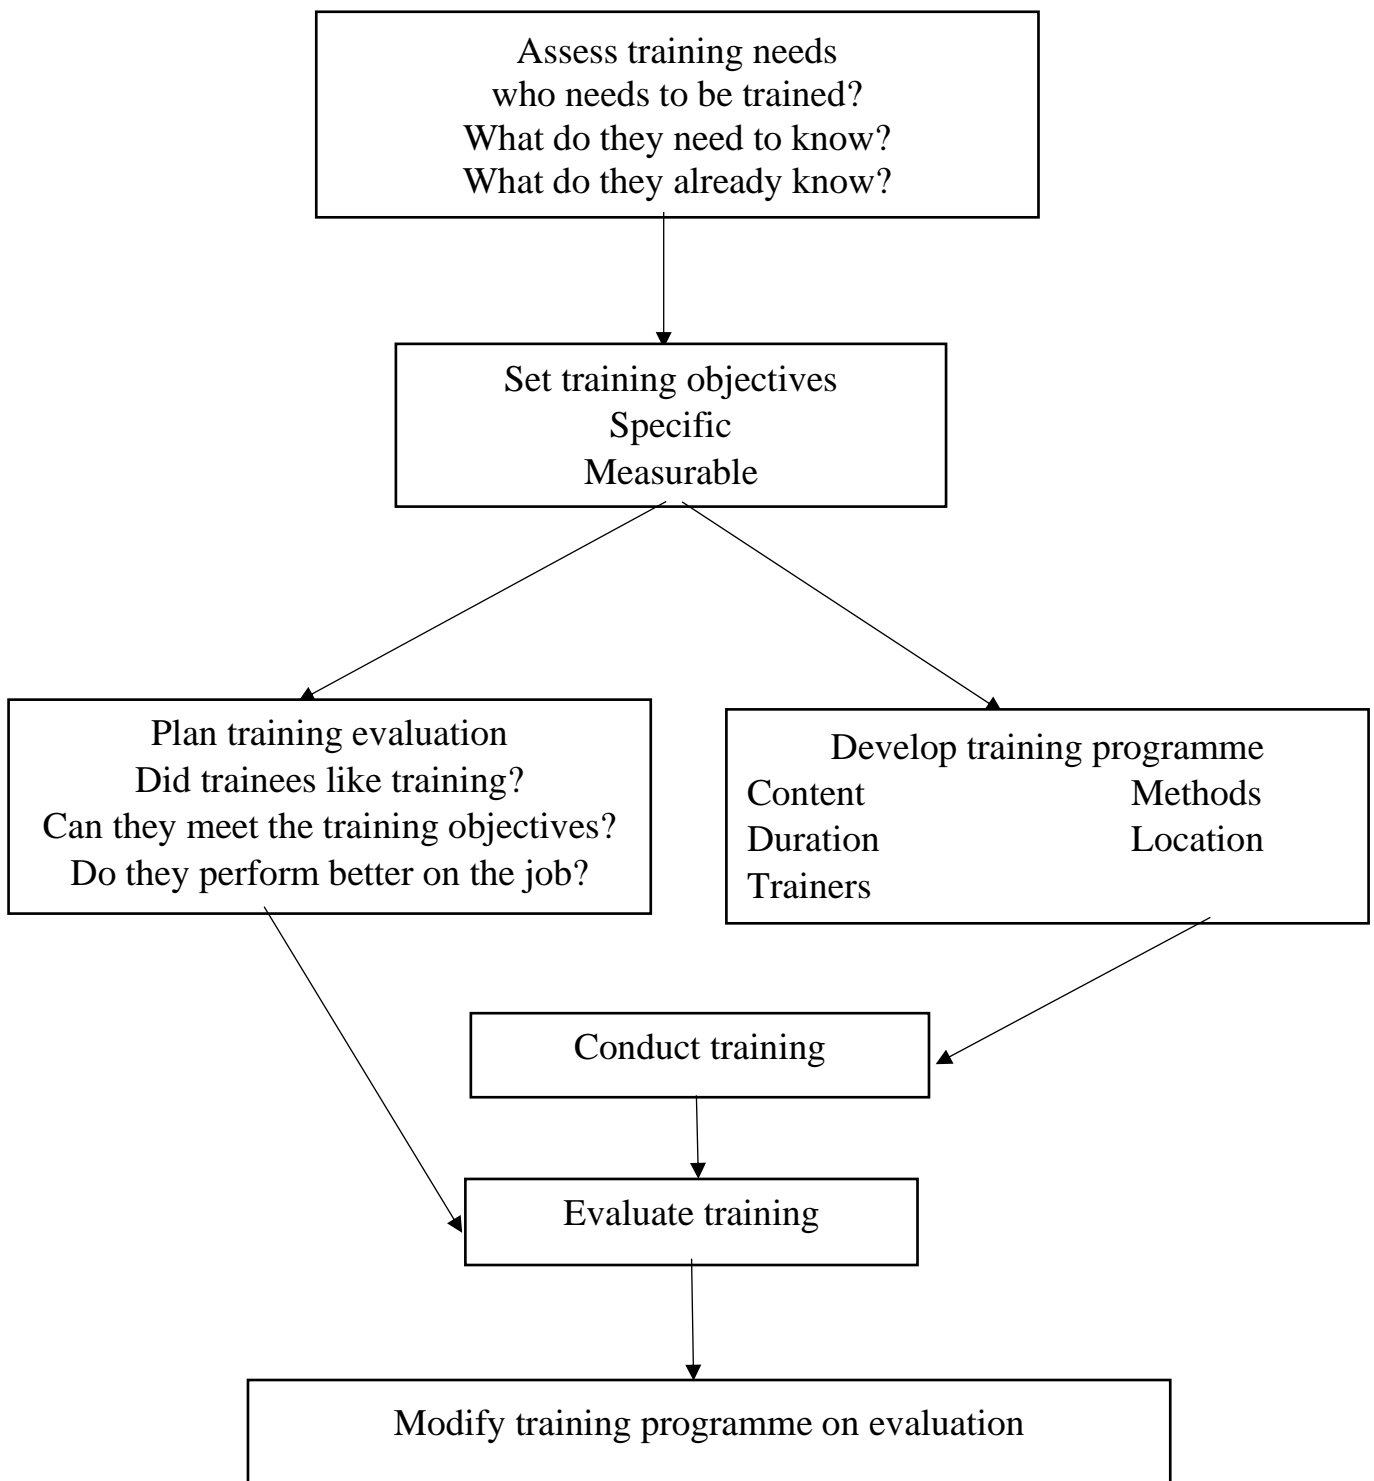 Assess training needs
who needs to be trained?
What do they need to know?
What do they already know?
Set training objectives
Specific
Measurable
Plan training evaluation
Did trainees like training?
Can they meet the training objectives?
Do they perform better on the job?
Develop training programme
Content Methods
Duration Location
Trainers
Conduct training
Evaluate training
Modify training programme on evaluation